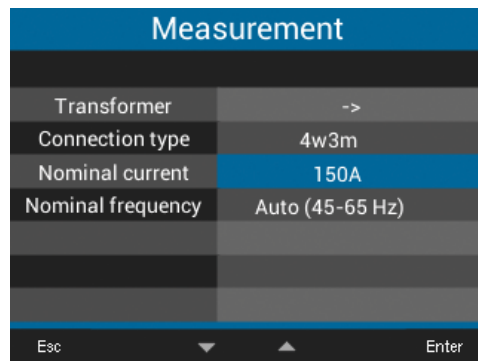 Measurement
Transformer ->
Connection type 4w3m
Nominal current 150A
Nominal frequency Auto (45-65 Hz)
Esc Enter